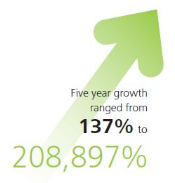 Five year growth
ranged from
137% to
208,897%